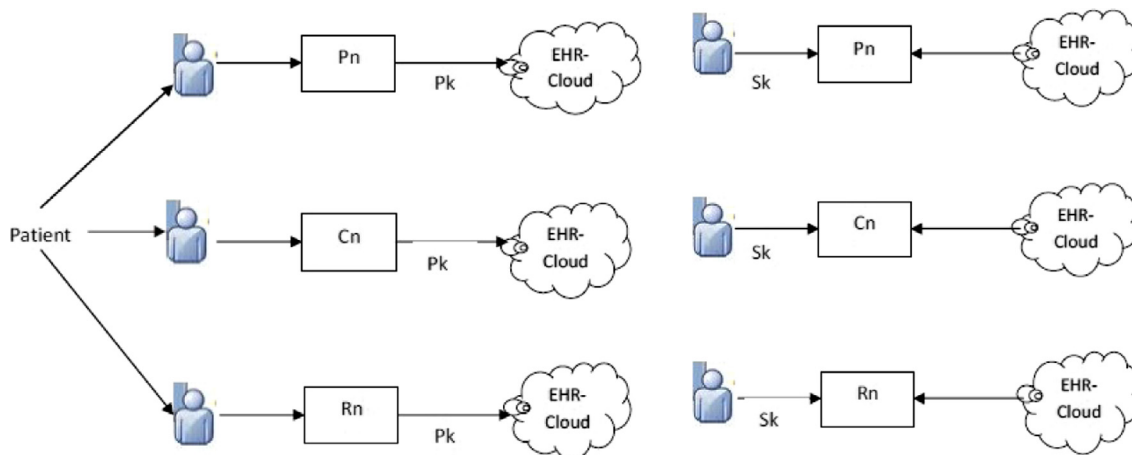 Pn
Pk
EHR-
Cloud
Sk
Pn
EHR-
Cloud
Patient
Cn
Pk
EHR-
Cloud
Sk
Cn
EHR-
Cloud
Rn
Pk
EHR-
Cloud
Sk
Rn
EHR-
Cloud